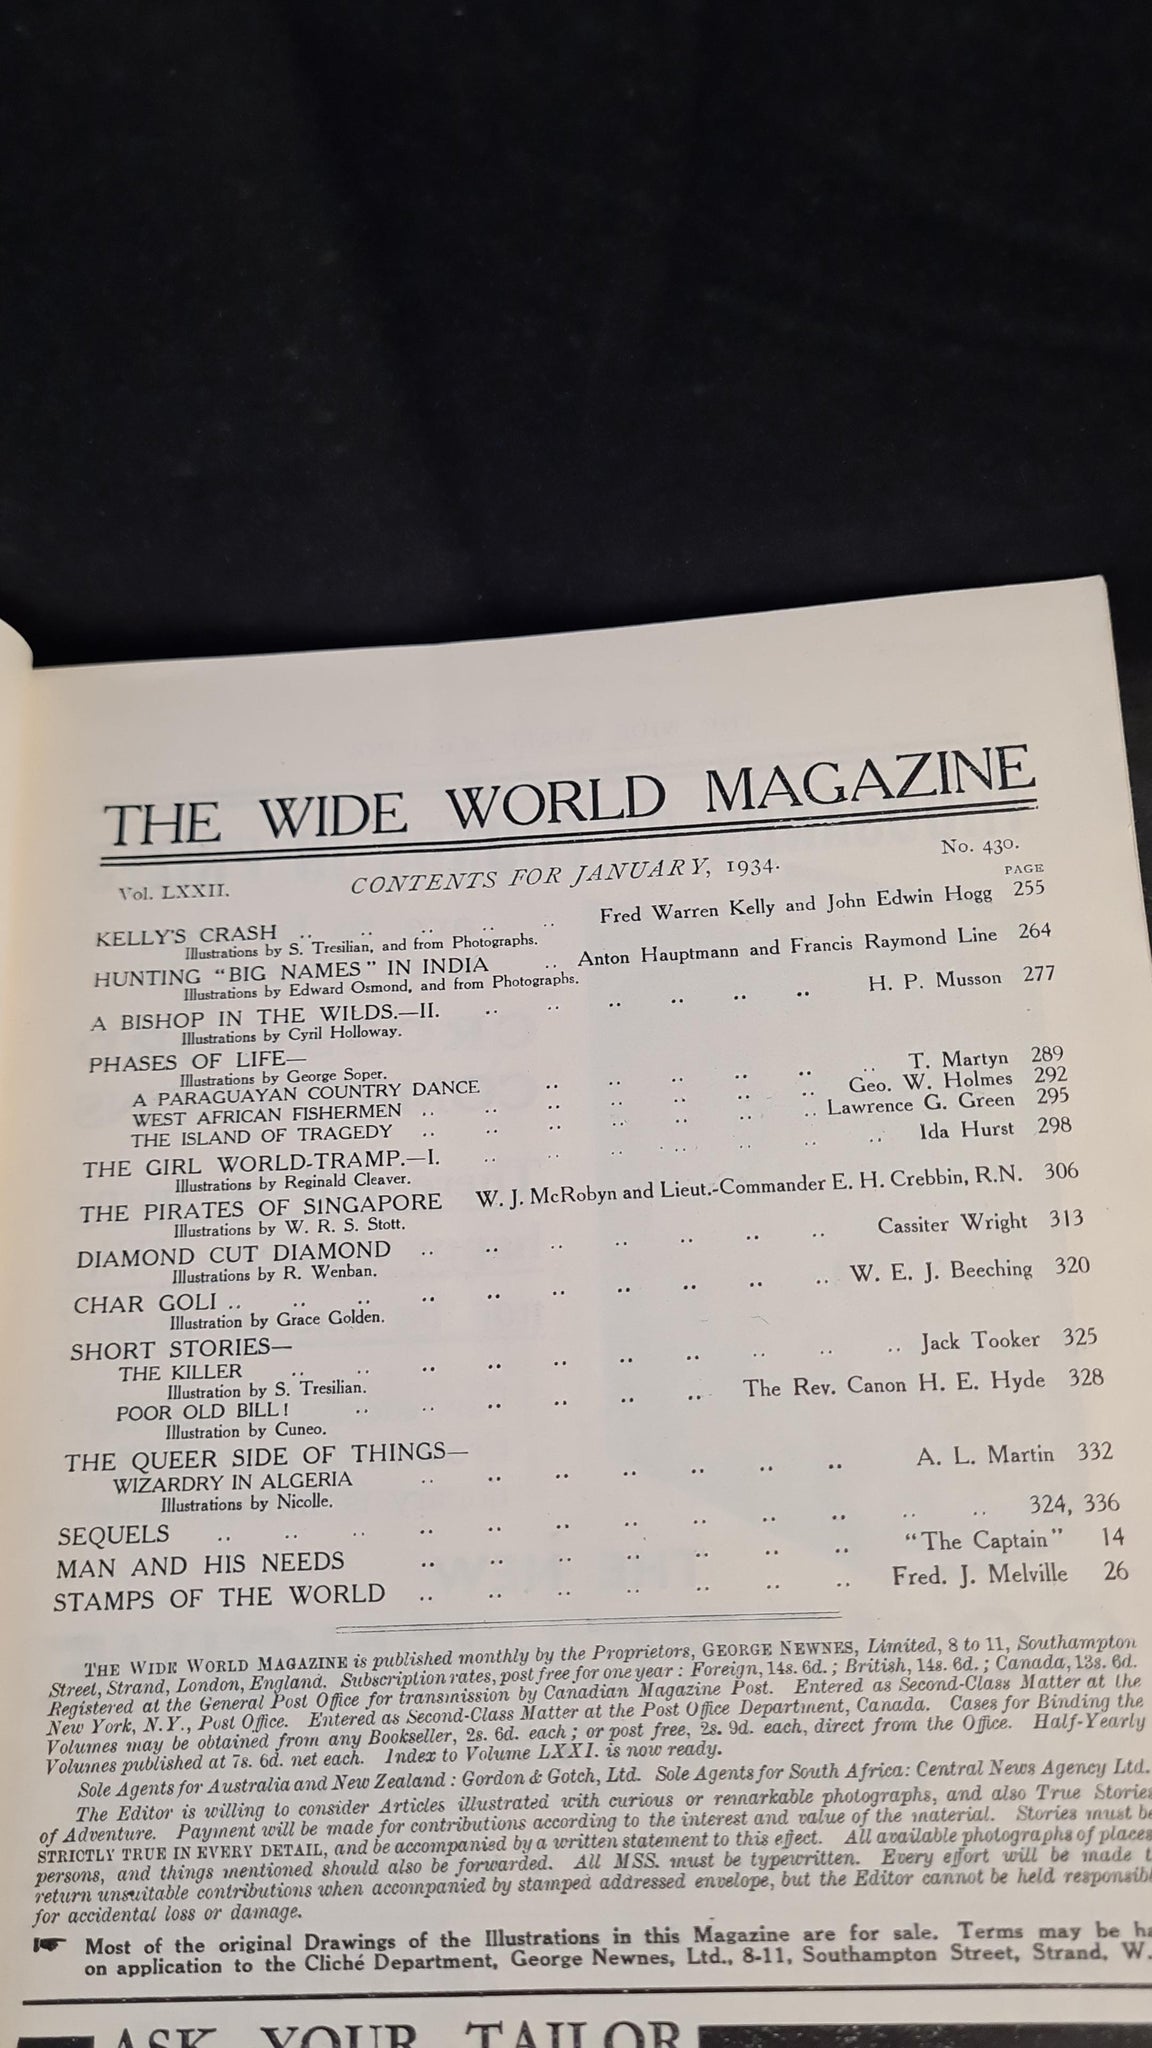 THE WIDE WORLD MAGAZINE
Vol. LXXII. CONTENTS FOR JANUARY, 1934. No. 430.
PAGE
KELLY'S CRASH .. .. .. .. .. Fred Warren Kelly and John Edwin Hogg 255
Illustrations by S. Tresilian, and from Photographs.
HUNTING "BIG NAMES" IN INDIA .. Anton Hauptmann and Francis Raymond Line 264
Illustrations by Edward Osmond, and from Photographs.
A BISHOP IN THE WILDS.—II. .. .. .. .. .. .. H. P. Musson 277
Illustrations by Cyril Holloway.
PHASES OF LIFE—
Illustrations by George Soper.
A PARAGUAYAN COUNTRY DANCE .. .. .. .. .. .. T. Martyn 289
WEST AFRICAN FISHERMEN .. .. .. .. .. .. .. Geo. W. Holmes 292
THE ISLAND OF TRAGEDY .. .. .. .. .. .. .. Lawrence G. Green 295
THE GIRL WORLD-TRAMP.—I. .. .. .. .. .. .. .. Ida Hurst 298
Illustrations by Reginald Cleaver.
THE PIRATES OF SINGAPORE W. J. McRobyn and Lieut.-Commander E. H. Crebbin, R.N. 306
Illustrations by W. R. S. Stott.
DIAMOND CUT DIAMOND .. .. .. .. .. .. .. Cassiter Wright 313
Illustrations by R. Wenban.
CHAR GOLI .. .. .. .. .. .. .. .. .. .. W. E. J. Beeching 320
Illustration by Grace Golden.
SHORT STORIES—
THE KILLER .. .. .. .. .. .. .. .. .. .. Jack Tooker 325
Illustration by S. Tresilian.
POOR OLD BILL! .. .. .. .. .. .. The Rev. Canon H. E. Hyde 328
Illustration by Cuneo.
THE QUEER SIDE OF THINGS—
WIZARDRY IN ALGERIA .. .. .. .. .. .. .. A. L. Martin 332
Illustrations by Nicolle.
SEQUELS .. .. .. .. .. .. .. .. .. .. .. .. 324, 336
MAN AND HIS NEEDS .. .. .. .. .. .. .. "The Captain" 14
STAMPS OF THE WORLD .. .. .. .. .. .. .. Fred. J. Melville 26
THE WIDE WORLD MAGAZINE is published monthly by the Proprietors, GEORGE NEWNES, Limited, 8 to 11, Southampton
Street, Strand, London, England. Subscription rates, post free for one year: Foreign, 14s. 6d.; British, 14s. 6d.; Canada, 13s. 6d.
Registered at the General Post Office for transmission by Canadian Magazine Post. Entered as Second-Class Matter at the
New York, N.Y., Post Office. Entered as Second-Class Matter at the Post Office Department, Canada. Cases for Binding the
Volumes may be obtained from any Bookseller, 2s. 6d. each; or post free, 2s. 9d. each, direct from the Office. Half-Yearly
Volumes published at 7s. 6d. net each. Index to Volume LXXI. is now ready.
Sole Agents for Australia and New Zealand: Gordon & Gotch, Ltd. Sole Agents for South Africa: Central News Agency Ltd.
The Editor is willing to consider Articles illustrated with curious or remarkable photographs, and also True Stories
of Adventure. Payment will be made for contributions according to the interest and value of the material. Stories must be
STRICTLY TRUE IN EVERY DETAIL, and be accompanied by a written statement to this effect. All available photographs of places
persons, and things mentioned should also be forwarded. All MSS. must be typewritten. Every effort will be made t
return unsuitable contributions when accompanied by stamped addressed envelope, but the Editor cannot be held responsibl
for accidental loss or damage.
☛ Most of the original Drawings of the Illustrations in this Magazine are for sale. Terms may be ha
on application to the Cliché Department, George Newnes, Ltd., 8-11, Southampton Street, Strand, W.
ASK YOUR TAILOR